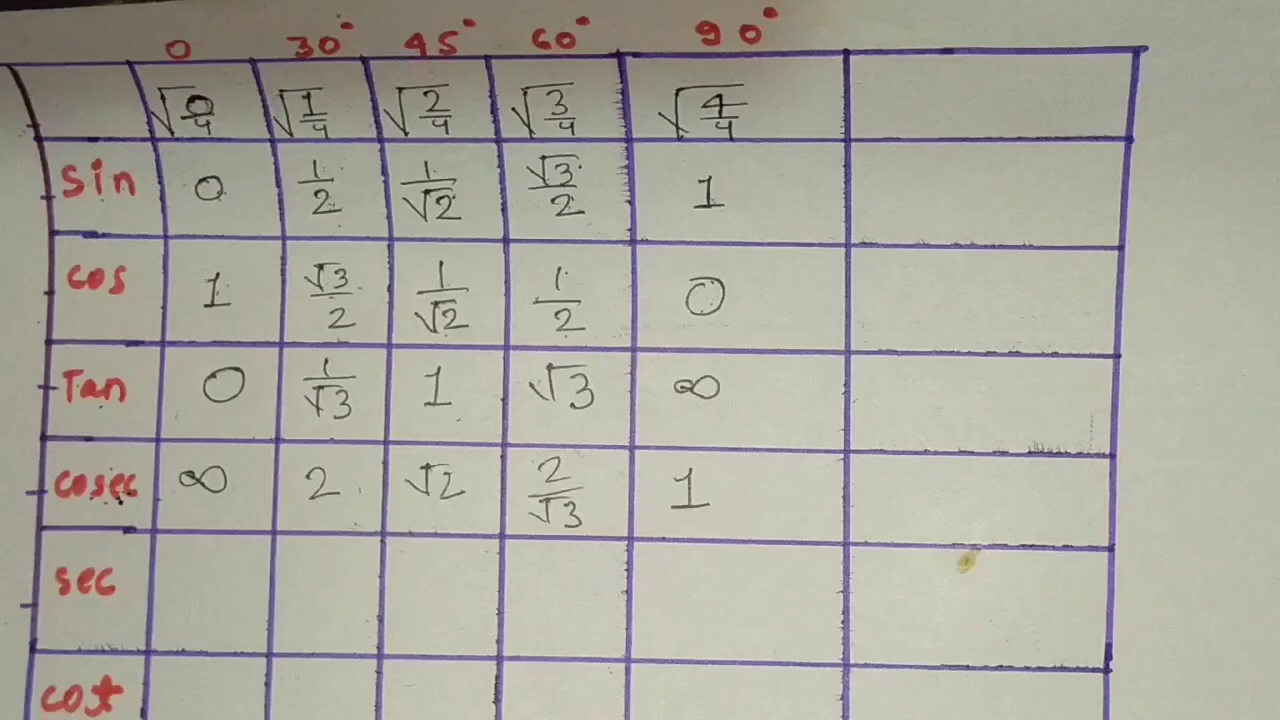 0 30° 45° 60° 90°
√0/4 √1/4 √2/4 √3/4 √4/4
sin 0 1/2 1/√2 √3/2 1
cos 1 √3/2 1/√2 1/2 0
Tan 0 1/√3 1 √3 ∞
cosec ∞ 2 √2 2/√3 1
sec
cot